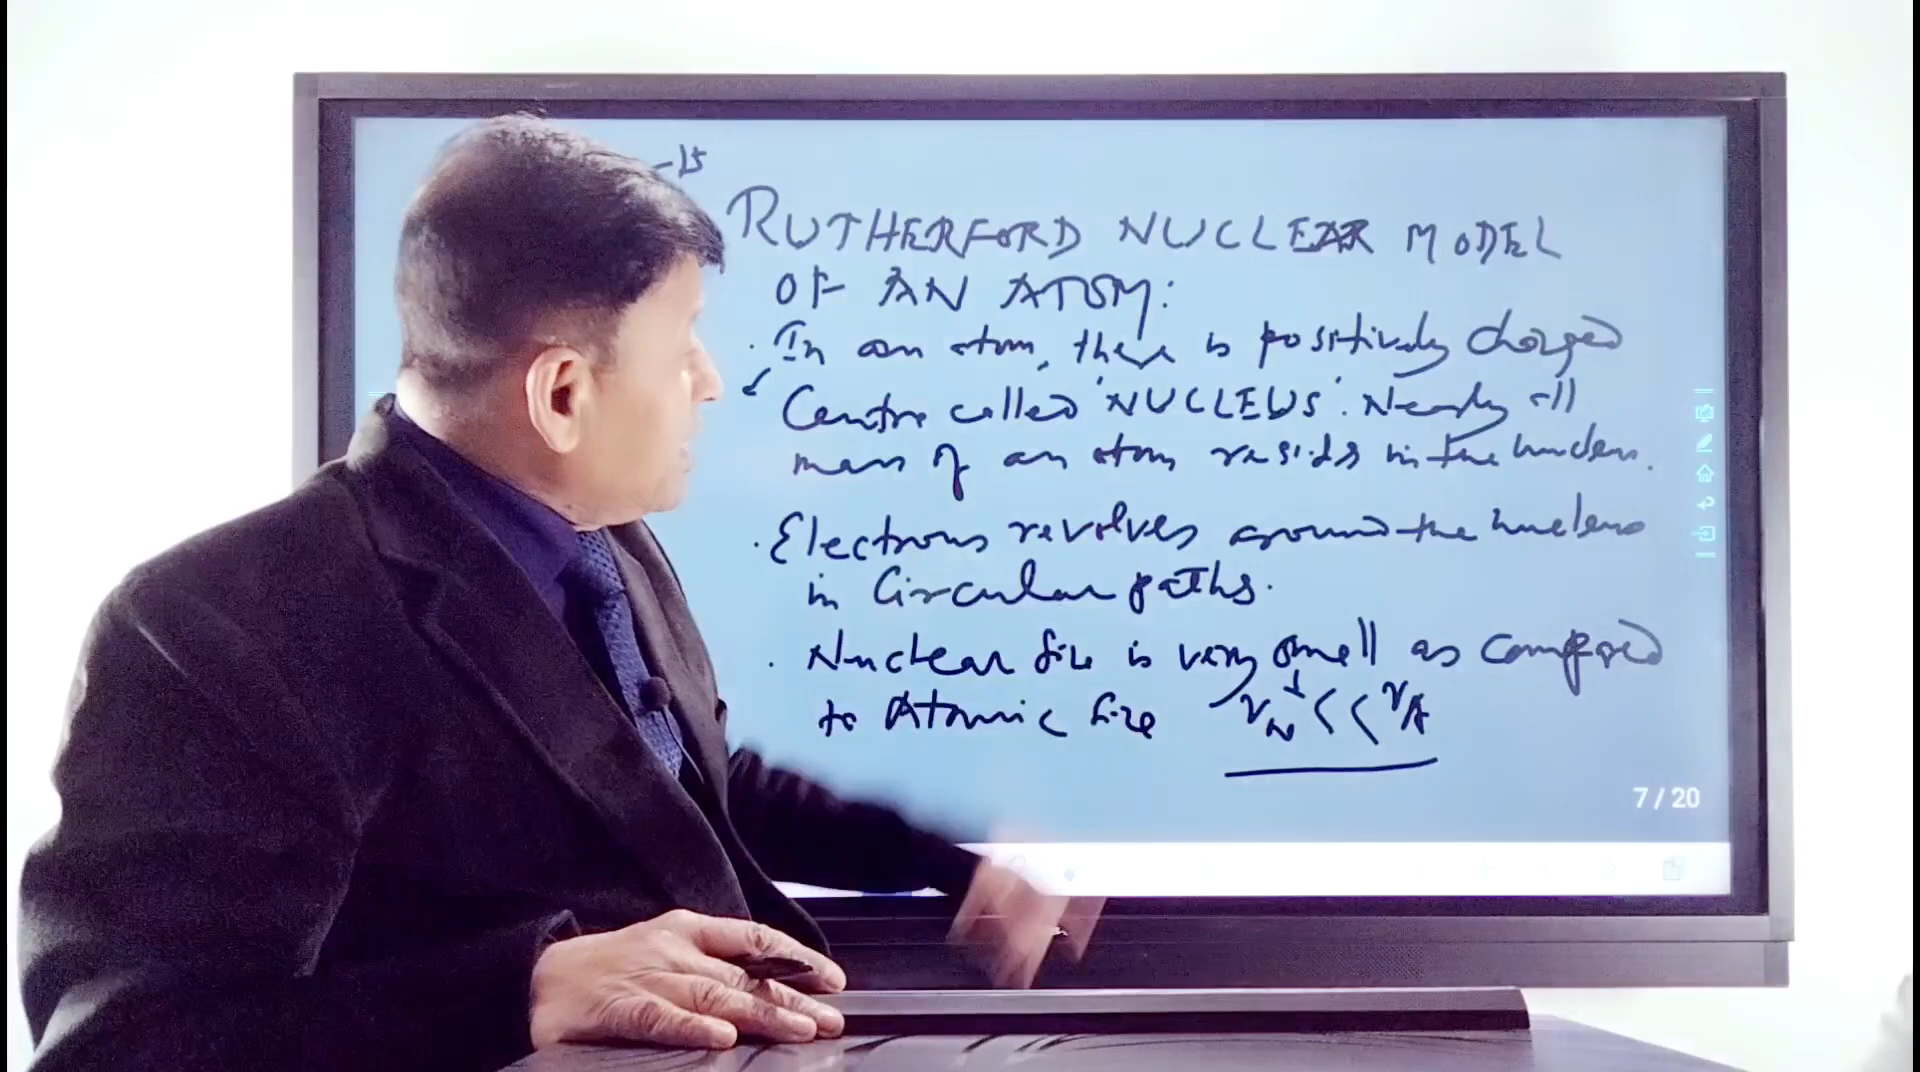 -15
RUTHERFORD NUCLEAR MODEL
OF AN ATOM:
· In an atom, there is positively charged
Centre called 'NUCLEUS'. Nearly all
mass of an atom resids in the nucleus.
· Electrons revolves around the nucleus
in Circular paths.
· Nuclear size is very small as compared
to Atomic size rN << rA
7 / 20